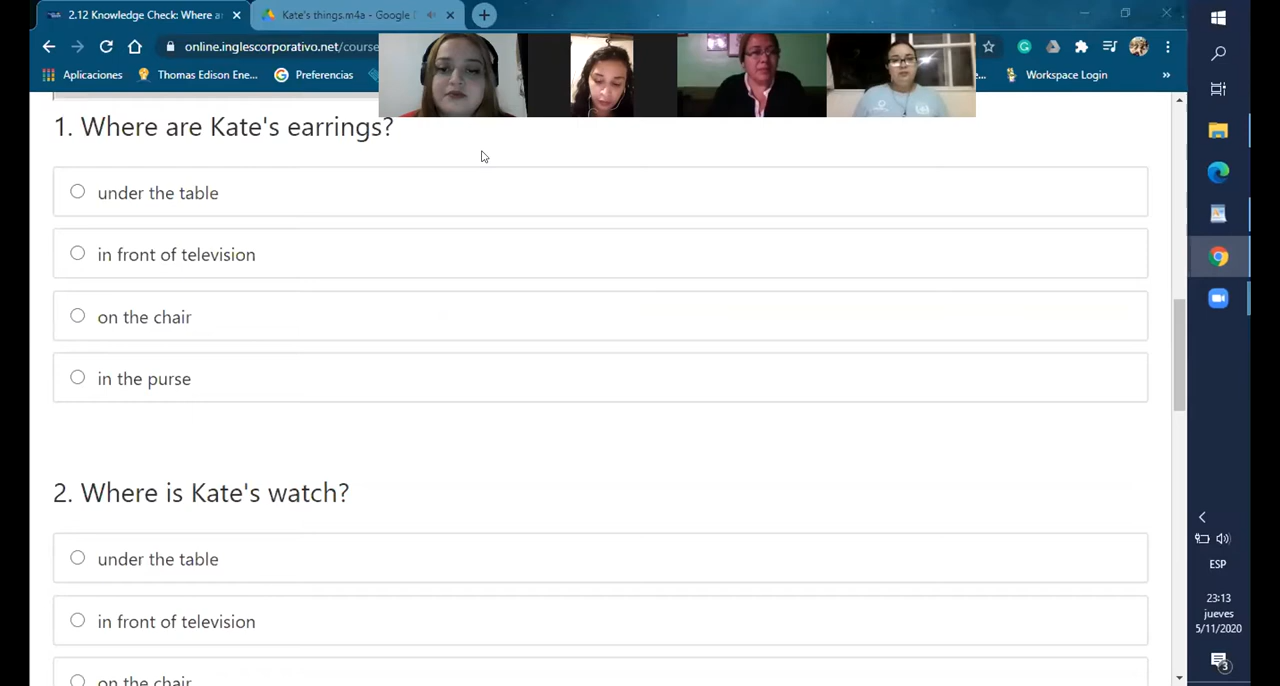 2.12 Knowledge Check: Where a
Kate's things.m4a - Google D
online.inglescorporativo.net/course
Aplicaciones
Thomas Edison Ene...
Preferencias
e...
Workspace Login
»
1. Where are Kate's earrings?
under the table
in front of television
on the chair
in the purse
2. Where is Kate's watch?
under the table
in front of television
on the chair
ESP
23:13
jueves
5/11/2020
3